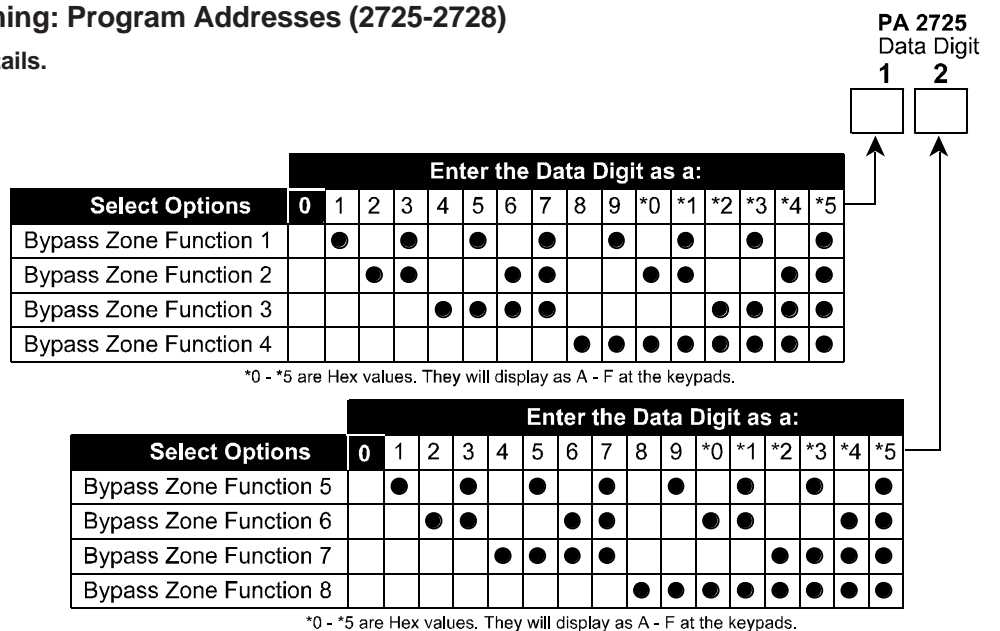 ning: Program Addresses (2725-2728)
ails.
PA 2725
Data Digit
1 2
Enter the Data Digit as a:
Select Options 0 1 2 3 4 5 6 7 8 9 *0 *1 *2 *3 *4 *5
Bypass Zone Function 1
Bypass Zone Function 2
Bypass Zone Function 3
Bypass Zone Function 4
*0 - *5 are Hex values. They will display as A - F at the keypads.
Enter the Data Digit as a:
Select Options 0 1 2 3 4 5 6 7 8 9 *0 *1 *2 *3 *4 *5
Bypass Zone Function 5
Bypass Zone Function 6
Bypass Zone Function 7
Bypass Zone Function 8
*0 - *5 are Hex values. They will display as A - F at the keypads.